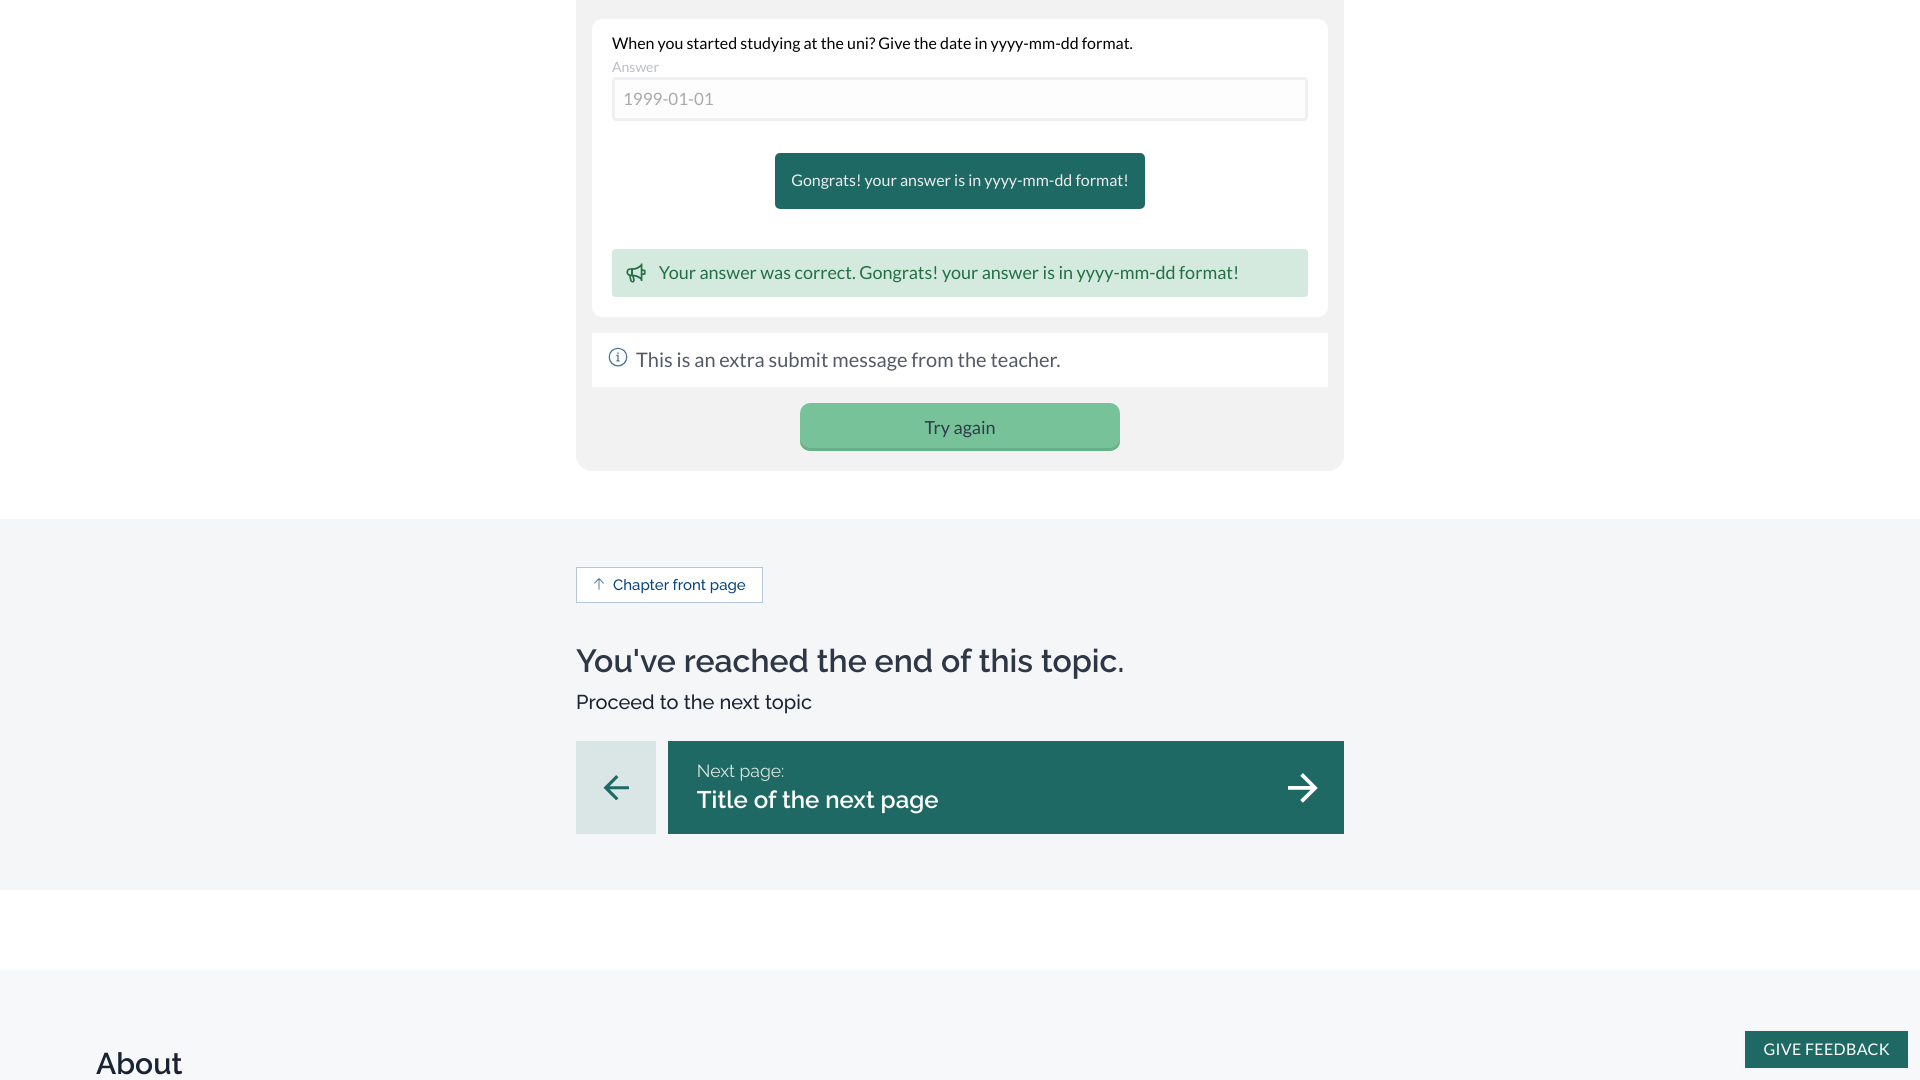 When you started studying at the uni? Give the date in yyyy-mm-dd format.
Answer
1999-01-01
Gongrats! your answer is in yyyy-mm-dd format!
Your answer was correct. Gongrats! your answer is in yyyy-mm-dd format!
This is an extra submit message from the teacher.
Try again
Chapter front page
You've reached the end of this topic.
Proceed to the next topic
Next page:
Title of the next page
GIVE FEEDBACK
About